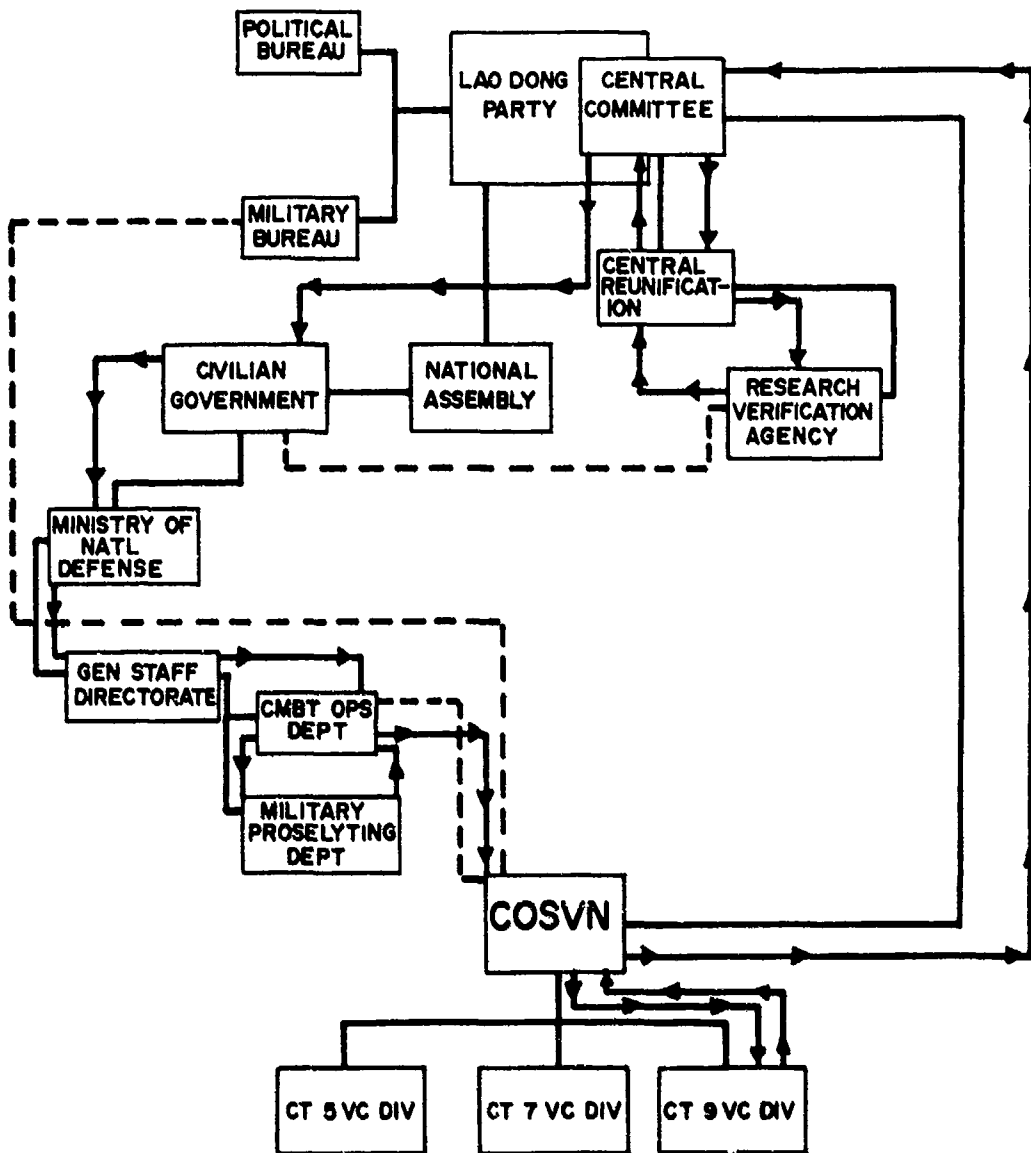 POLITICAL
BUREAU
LAO DONG
PARTY
CENTRAL
COMMITTEE
MILITARY
BUREAU
CENTRAL
REUNIFICAT-
ION
CIVILIAN
GOVERNMENT
NATIONAL
ASSEMBLY
RESEARCH
VERIFICATION
AGENCY
MINISTRY OF
NATL
DEFENSE
GEN STAFF
DIRECTORATE
CMBT OPS
DEPT
MILITARY
PROSELYTING
DEPT
COSVN
CT 5 VC DIV
CT 7 VC DIV
CT 9 VC DIV